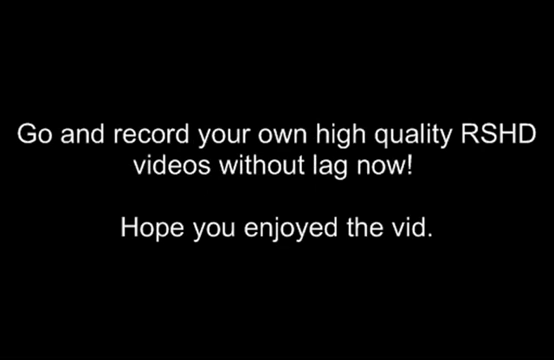 Go and record your own high quality RSHD
videos without lag now!
Hope you enjoyed the vid.